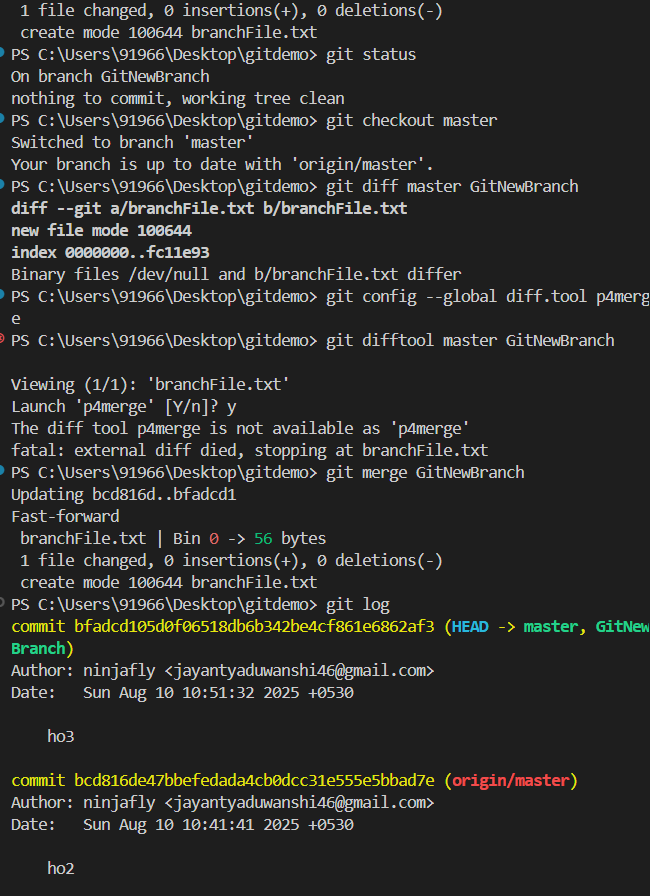 1 file changed, 0 insertions(+), 0 deletions(-)
create mode 100644 branchFile.txt
PS C:\Users\91966\Desktop\gitdemo> git status
On branch GitNewBranch
nothing to commit, working tree clean
PS C:\Users\91966\Desktop\gitdemo> git checkout master
Switched to branch 'master'
Your branch is up to date with 'origin/master'.
PS C:\Users\91966\Desktop\gitdemo> git diff master GitNewBranch
diff --git a/branchFile.txt b/branchFile.txt
new file mode 100644
index 0000000..fc11e93
Binary files /dev/null and b/branchFile.txt differ
PS C:\Users\91966\Desktop\gitdemo> git config --global diff.tool p4merg
e
PS C:\Users\91966\Desktop\gitdemo> git difftool master GitNewBranch
Viewing (1/1): 'branchFile.txt'
Launch 'p4merge' [Y/n]? y
The diff tool p4merge is not available as 'p4merge'
fatal: external diff died, stopping at branchFile.txt
PS C:\Users\91966\Desktop\gitdemo> git merge GitNewBranch
Updating bcd816d..bfadcd1
Fast-forward
branchFile.txt | Bin 0 -> 56 bytes
1 file changed, 0 insertions(+), 0 deletions(-)
create mode 100644 branchFile.txt
PS C:\Users\91966\Desktop\gitdemo> git log
commit bfadcd105d0f06518db6b342be4cf861e6862af3 (HEAD -> master, GitNew
Branch)
Author: ninjafly <jayantyaduwanshi46@gmail.com>
Date:   Sun Aug 10 10:51:32 2025 +0530
ho3
commit bcd816de47bbefedada4cb0dcc31e555e5bbad7e (origin/master)
Author: ninjafly <jayantyaduwanshi46@gmail.com>
Date:   Sun Aug 10 10:41:41 2025 +0530
ho2